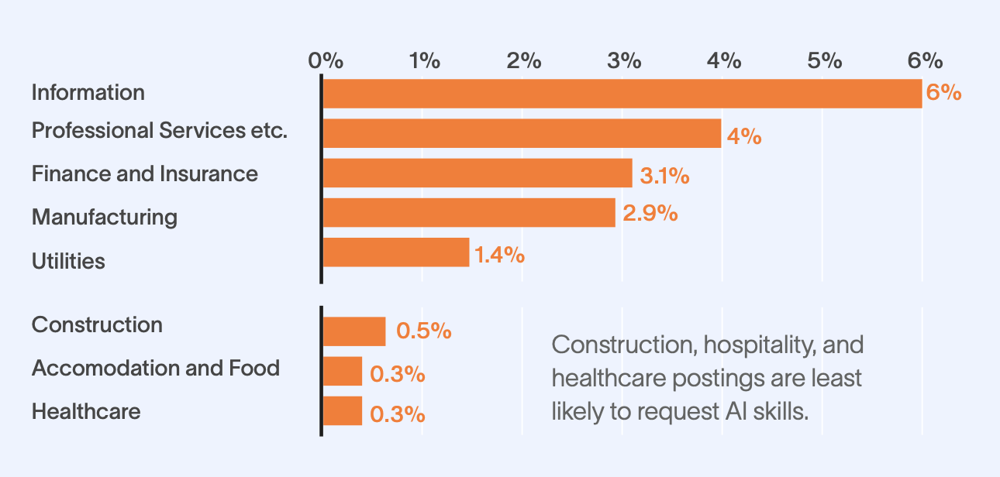 0% 1% 2% 3% 4% 5% 6%
Information 6%
Professional Services etc. 4%
Finance and Insurance 3.1%
Manufacturing 2.9%
Utilities 1.4%
Construction 0.5%
Accomodation and Food 0.3%
Healthcare 0.3%
Construction, hospitality, and
healthcare postings are least
likely to request AI skills.